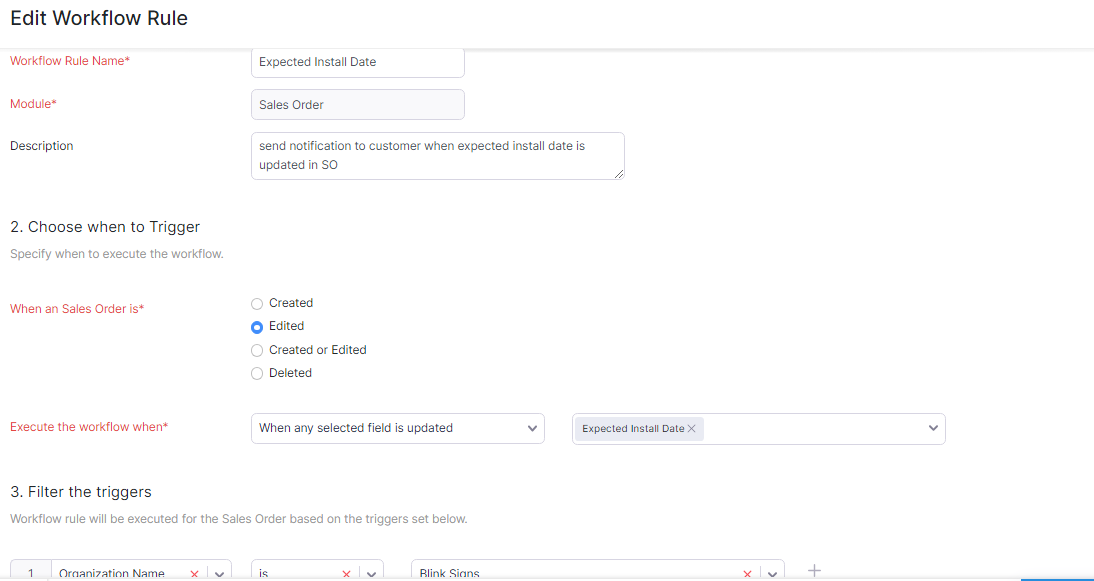 Edit Workflow Rule
Workflow Rule Name*
Expected Install Date
Module*
Sales Order
Description
send notification to customer when expected install date is
updated in SO
2. Choose when to Trigger
Specify when to execute the workflow.
When an Sales Order is*
Created
Edited
Created or Edited
Deleted
Execute the workflow when*
When any selected field is updated
Expected Install Date
3. Filter the triggers
Workflow rule will be executed for the Sales Order based on the triggers set below.
1 Organization Name is Blink Signs